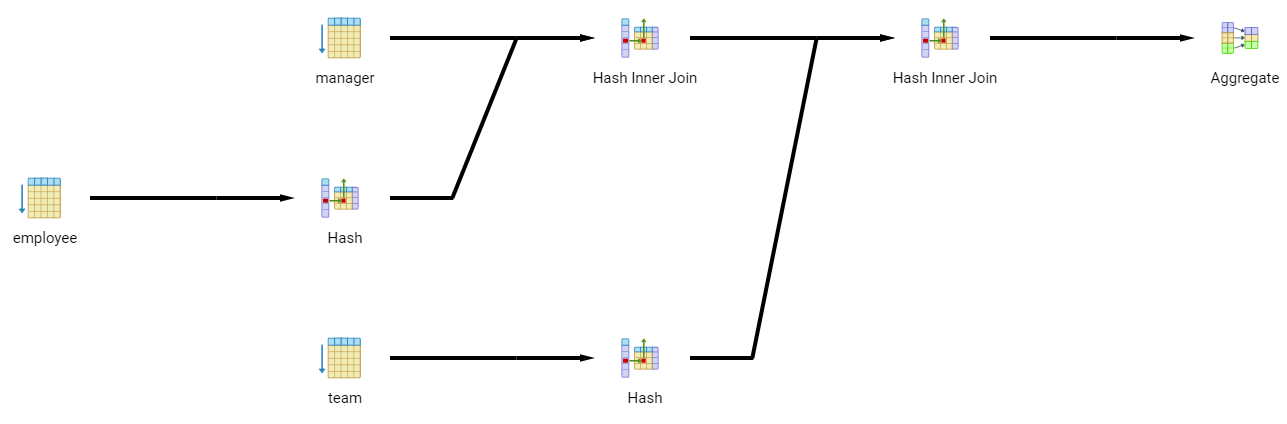 manager
Hash Inner Join
Hash Inner Join
Aggregate
employee
Hash
team
Hash